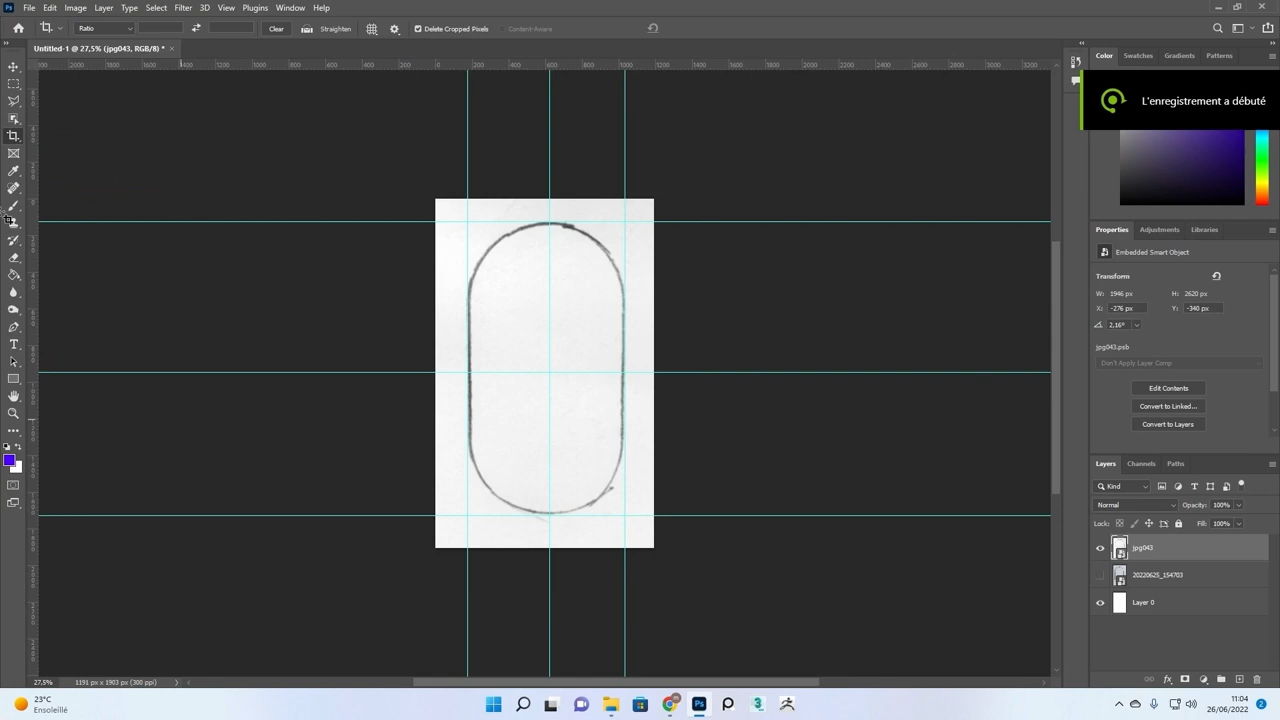 Ps File Edit Image Layer Type Select Filter 3D View Plugins Window Help
Ratio Clear Straighten Delete Cropped Pixels Content-Aware
Untitled-1 @ 27,5% (jpg043, RGB/8) * ×
Color Swatches Gradients Patterns
L'enregistrement a débuté
Properties Adjustments Libraries
Embedded Smart Object
Transform
W: 1946 px H: 2620 px
X: -276 px Y: -340 px
2,16°
jpg043.psb
Don't Apply Layer Comp
Edit Contents
Convert to Linked...
Convert to Layers
Layers Channels Paths
Kind
Normal Opacity: 100%
Lock: Fill: 100%
jpg043
20220625_154703
Layer 0
27,5% 1191 px x 1903 px (300 ppi)
23°C
Ensoleillé
Ps
11:04
26/06/2022